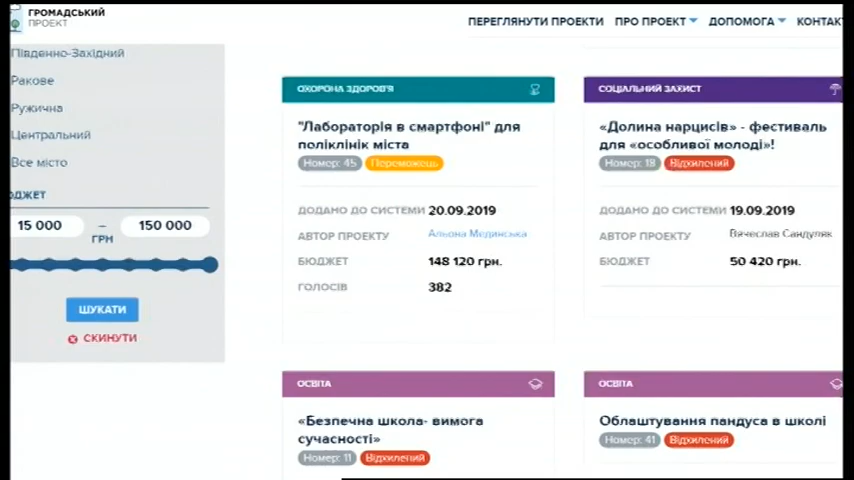 ГРОМАДСЬКИЙ
ПРОЕКТ
ПЕРЕГЛЯНУТИ ПРОЕКТИ ПРО ПРОЕКТ ДОПОМОГА КОНТАК
Південно-Західний
Ракове
Ружична
Центральний
Все місто
ОДЖЕТ
15 000 – 150 000
ГРН
ШУКАТИ
СКИНУТИ
ОХОРОНА ЗДОРОВ'Я
"Лабораторія в смартфоні" для
поліклінік міста
Номер: 45 Переможець
ДОДАНО ДО СИСТЕМИ 20.09.2019
АВТОР ПРОЕКТУ Альона Мединська
БЮДЖЕТ 148 120 грн.
ГОЛОСІВ 382
СОЦІАЛЬНИЙ ЗАХИСТ
«Долина нарцисів» - фестиваль
для «особливої молоді»!
Номер: 18 Відхилений
ДОДАНО ДО СИСТЕМИ 19.09.2019
АВТОР ПРОЕКТУ Вячеслав Сандуляк
БЮДЖЕТ 50 420 грн.
ОСВІТА
«Безпечна школа- вимога
сучасності»
Номер: 11 Відхилений
ОСВІТА
Облаштування пандуса в школі
Номер: 41 Відхилений